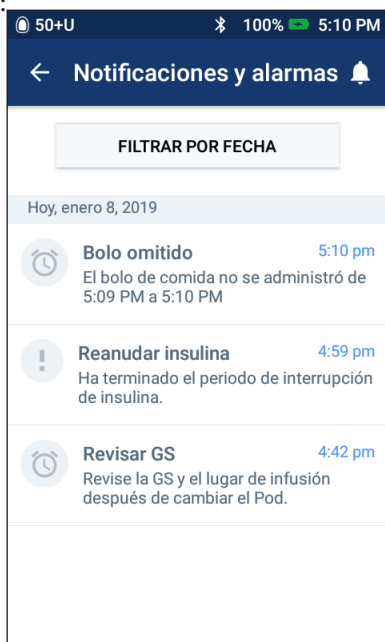 50+U 100% 5:10 PM
Notificaciones y alarmas
FILTRAR POR FECHA
Hoy, enero 8, 2019
Bolo omitido 5:10 pm
El bolo de comida no se administró de
5:09 PM a 5:10 PM
Reanudar insulina 4:59 pm
Ha terminado el periodo de interrupción
de insulina.
Revisar GS 4:42 pm
Revise la GS y el lugar de infusión
después de cambiar el Pod.